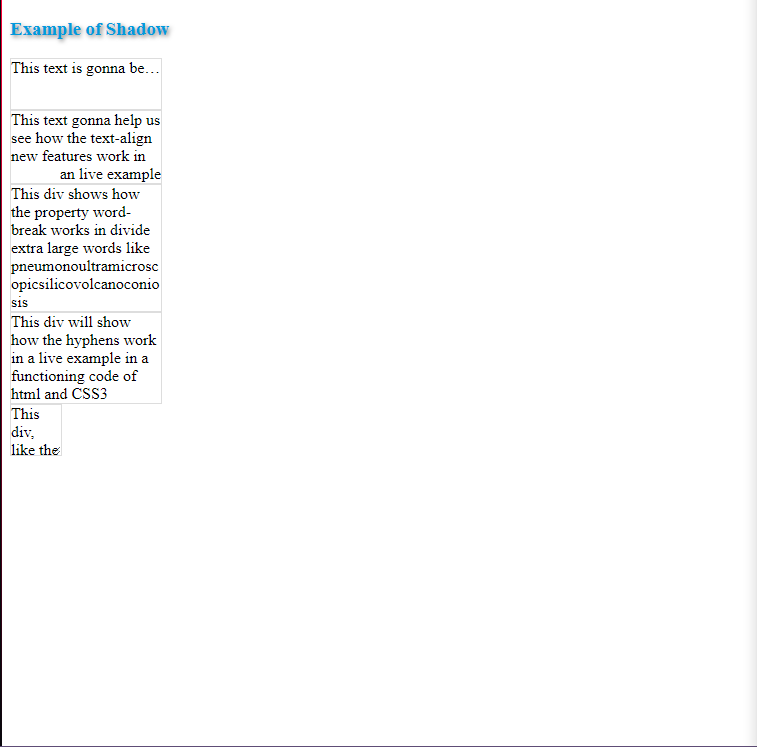 Example of Shadow
This text is gonna be…
This text gonna help us
see how the text-align
new features work in
an live example
This div shows how
the property word-
break works in divide
extra large words like
pneumonoultramicrosc
opicsilicovolcanoconio
sis
This div will show
how the hyphens work
in a live example in a
functioning code of
html and CSS3
This
div,
like the